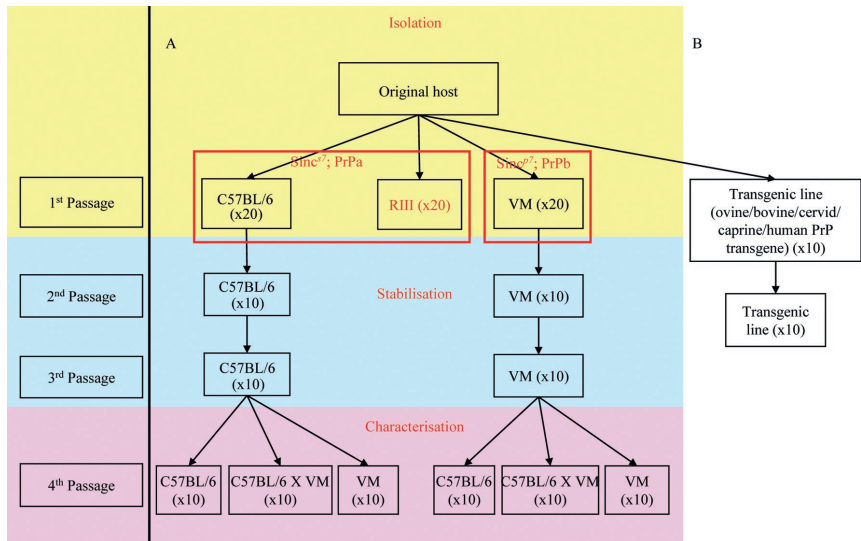 Isolation
A
B
Original host
Sinc^s7; PrPa
Sinc^p7; PrPb
1st Passage
C57BL/6
(x20)
RIII (x20)
VM (x20)
Transgenic line
(ovine/bovine/cervid/
caprine/human PrP
transgene) (x10)
2nd Passage
C57BL/6
(x10)
Stabilisation
VM (x10)
Transgenic
line (x10)
3rd Passage
C57BL/6
(x10)
VM (x10)
Characterisation
4th Passage
C57BL/6
(x10)
C57BL/6 X VM
(x10)
VM
(x10)
C57BL/6
(x10)
C57BL/6 X VM
(x10)
VM
(x10)